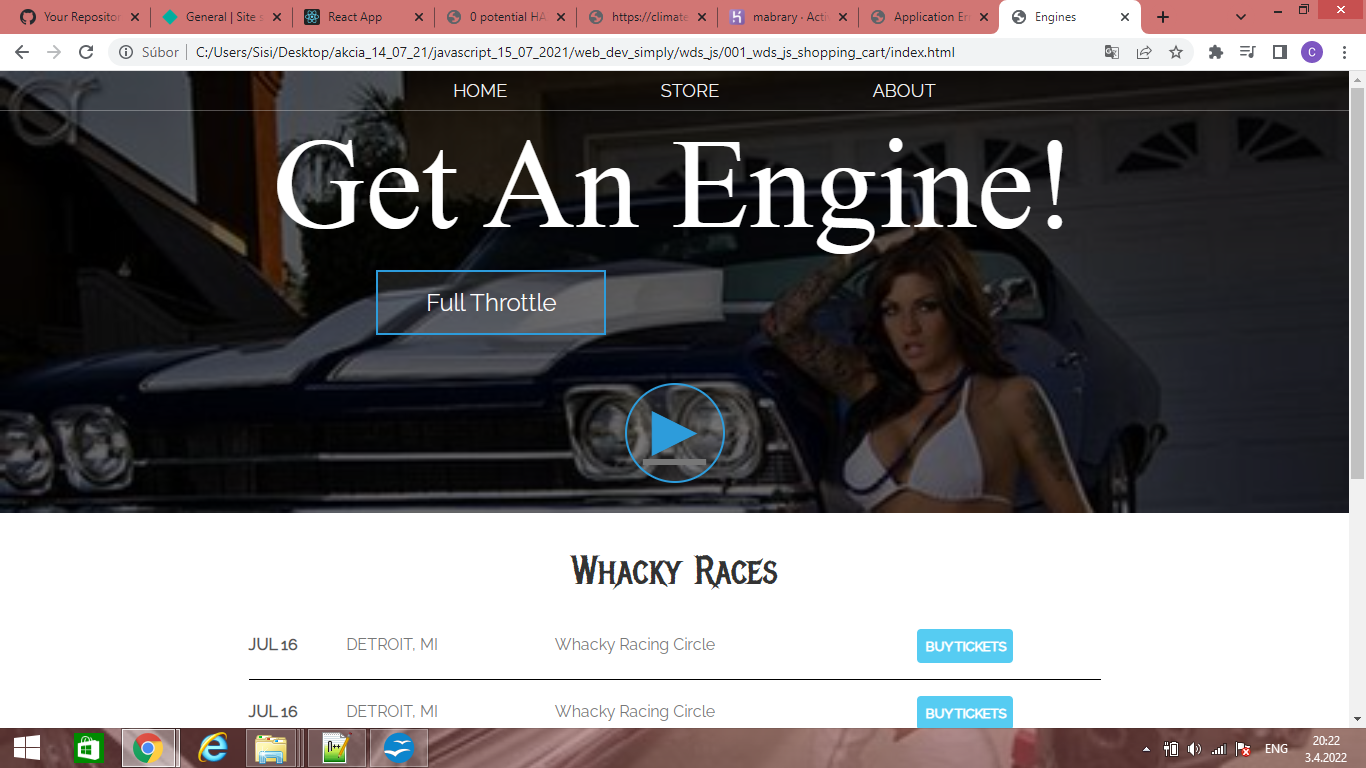 Your Repositor
General | Site s
React App
0 potential HA
https://climate
mabrary · Acti
Application Er
Engines
Súbor
C:/Users/Sisi/Desktop/akcia_14_07_21/javascript_15_07_2021/web_dev_simply/wds_js/001_wds_js_shopping_cart/index.html
C
HOME STORE ABOUT
Get An Engine!
Full Throttle
Whacky Races
JUL 16 DETROIT, MI Whacky Racing Circle BUY TICKETS
JUL 16 DETROIT, MI Whacky Racing Circle BUY TICKETS
ENG
20:22
3.4.2022